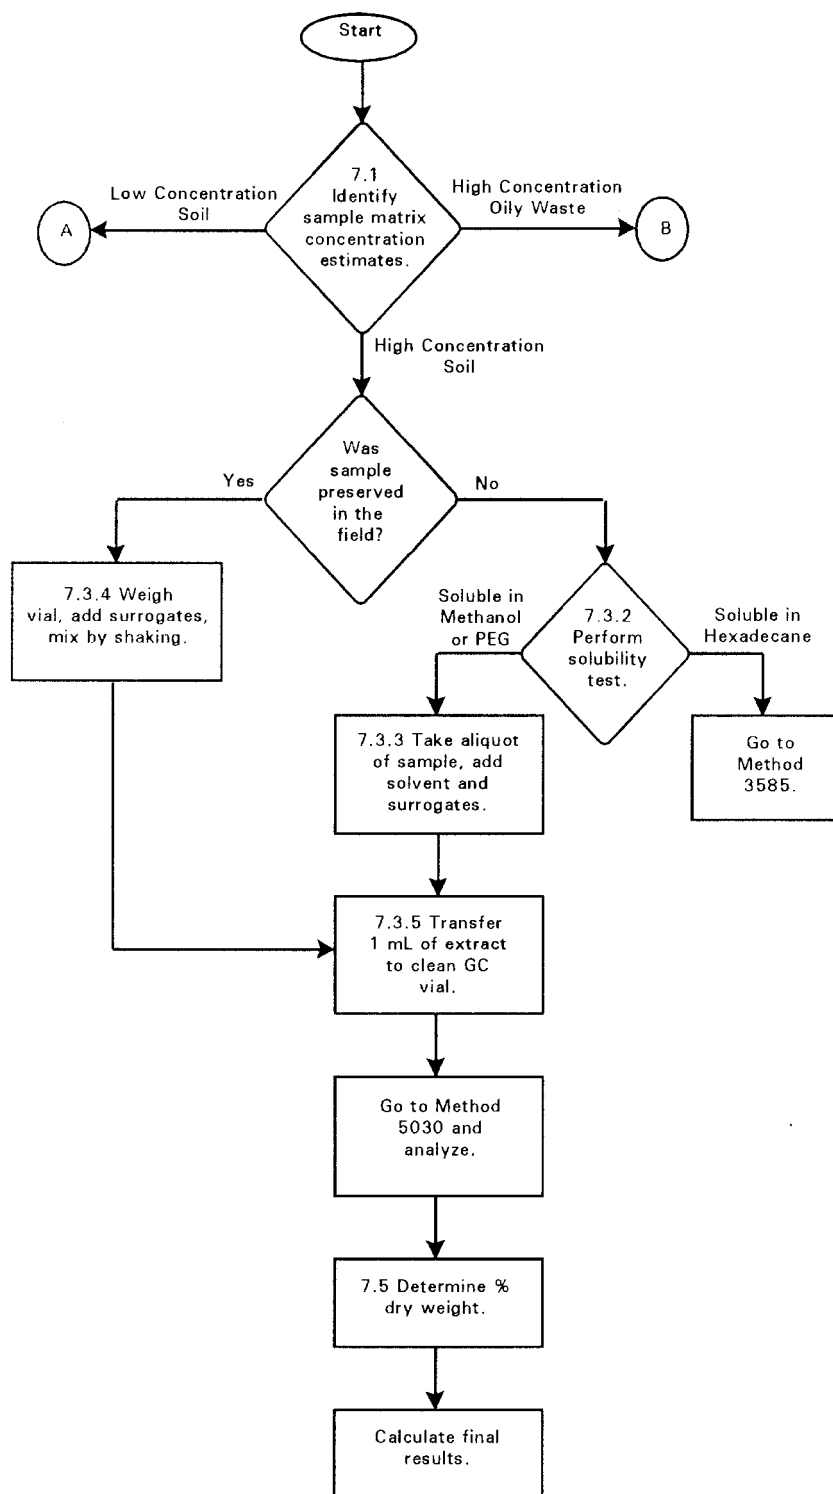 Start
7.1
Identify
sample matrix
concentration
estimates.
Low Concentration
Soil
A
High Concentration
Oily Waste
B
High Concentration
Soil
Was
sample
preserved
in the
field?
Yes
No
7.3.4 Weigh
vial, add surrogates,
mix by shaking.
Soluble in
Methanol
or PEG
7.3.2
Perform
solubility
test.
Soluble in
Hexadecane
7.3.3 Take aliquot
of sample, add
solvent and
surrogates.
Go to
Method
3585.
7.3.5 Transfer
1 mL of extract
to clean GC
vial.
Go to Method
5030 and
analyze.
7.5 Determine %
dry weight.
Calculate final
results.